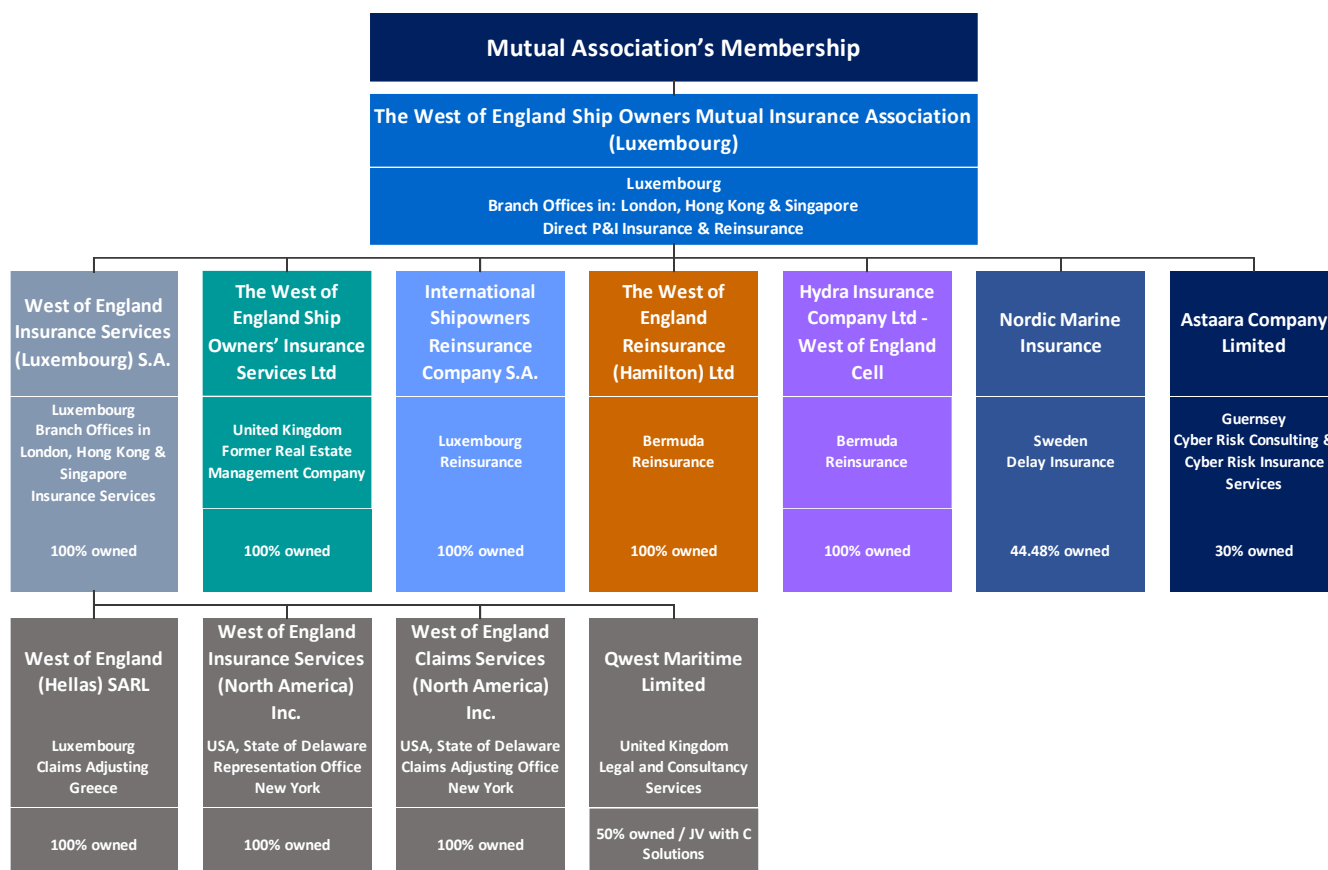 Mutual Association's Membership
The West of England Ship Owners Mutual Insurance Association
(Luxembourg)
Luxembourg
Branch Offices in: London, Hong Kong & Singapore
Direct P&I Insurance & Reinsurance
West of England
Insurance Services
(Luxembourg) S.A.
Luxembourg
Branch Offices in
London, Hong Kong &
Singapore
Insurance Services
100% owned
The West of
England Ship
Owners' Insurance
Services Ltd
United Kingdom
Former Real Estate
Management Company
100% owned
International
Shipowners
Reinsurance
Company S.A.
Luxembourg
Reinsurance
100% owned
The West of
England
Reinsurance
(Hamilton) Ltd
Bermuda
Reinsurance
100% owned
Hydra Insurance
Company Ltd -
West of England
Cell
Bermuda
Reinsurance
100% owned
Nordic Marine
Insurance
Sweden
Delay Insurance
44.48% owned
Astaara Company
Limited
Guernsey
Cyber Risk Consulting &
Cyber Risk Insurance
Services
30% owned
West of England
(Hellas) SARL
Luxembourg
Claims Adjusting
Greece
100% owned
West of England
Insurance Services
(North America)
Inc.
USA, State of Delaware
Representation Office
New York
100% owned
West of England
Claims Services
(North America)
Inc.
USA, State of Delaware
Claims Adjusting Office
New York
100% owned
Qwest Maritime
Limited
United Kingdom
Legal and Consultancy
Services
50% owned / JV with C
Solutions